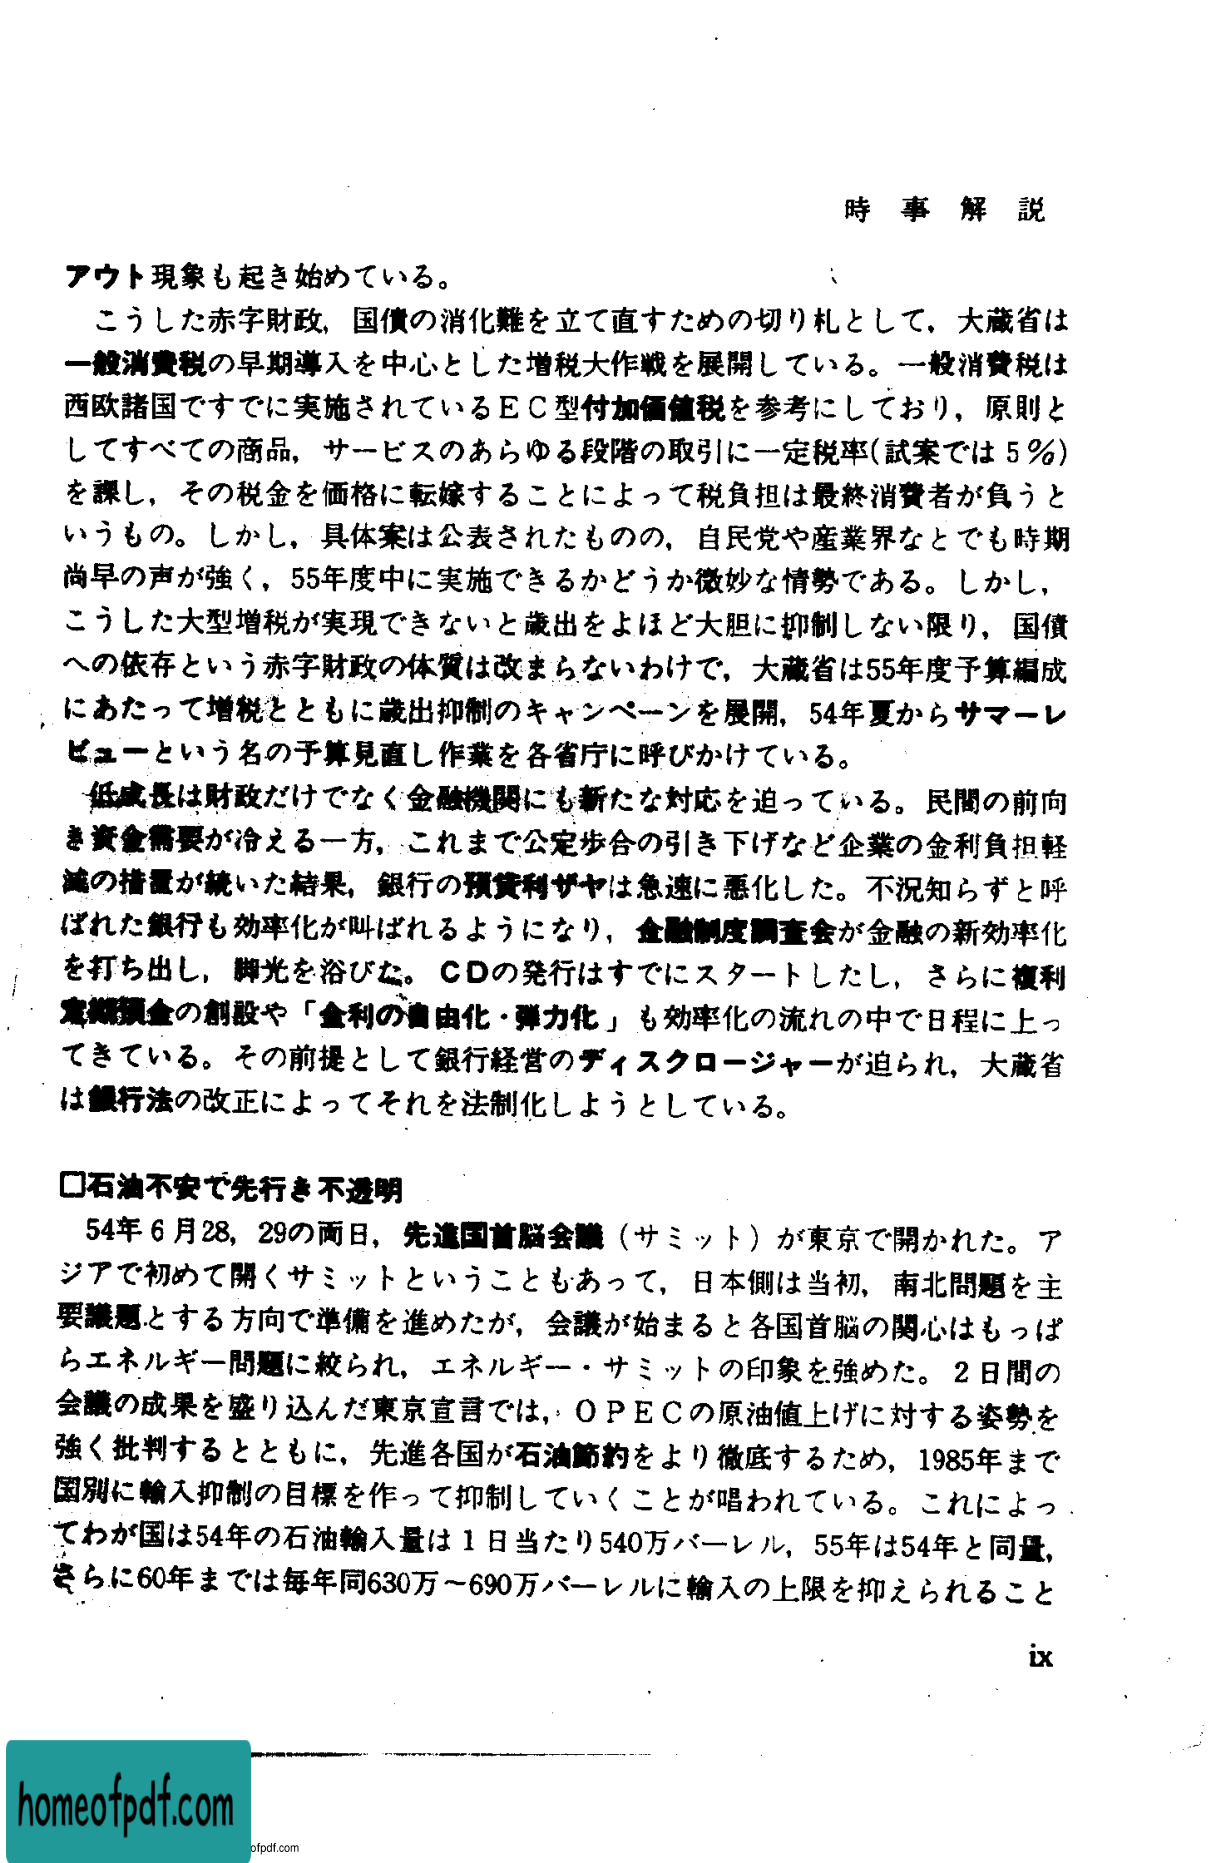 時事解説
アウト現象も起き始めている。
こうした赤字財政，国債の消化難を立て直すための切り札として，大蔵省は
一般消費税の早期導入を中心とした増税大作戦を展開している。一般消費税は
西欧諸国ですでに実施されているＥＣ型付加価値税を参考にしており，原則と
してすべての商品，サービスのあらゆる段階の取引に一定税率(試案では5％)
を課し，その税金を価格に転嫁することによって税負担は最終消費者が負うと
いうもの。しかし，具体案は公表されたものの，自民党や産業界などでも時期
尚早の声が強く，55年度中に実施できるかどうか微妙な情勢である。しかし，
こうした大型増税が実現できないと歳出をよほど大胆に抑制しない限り，国債
への依存という赤字財政の体質は改まらないわけで，大蔵省は55年度予算編成
にあたって増税とともに歳出抑制のキャンペーンを展開，54年夏からサマーレ
ビューという名の予算見直し作業を各省庁に呼びかけている。
低成長は財政だけでなく金融機関にも新たな対応を迫っている。民間の前向
き資金需要が冷える一方，これまで公定歩合の引き下げなど企業の金利負担軽
減の措置が続いた結果，銀行の預貸利ザヤは急速に悪化した。不況知らずと呼
ばれた銀行も効率化が叫ばれるようになり，金融制度調査会が金融の新効率化
を打ち出し，脚光を浴びた。ＣＤの発行はすでにスタートしたし，さらに複利
定期預金の創設や「金利の自由化・弾力化」も効率化の流れの中で日程に上っ
てきている。その前提として銀行経営のディスクロージャーが迫られ，大蔵省
は銀行法の改正によってそれを法制化しようとしている。
□石油不安で先行き不透明
54年6月28，29の両日，先進国首脳会議（サミット）が東京で開かれた。ア
ジアで初めて開くサミットということもあって，日本側は当初，南北問題を主
要議題とする方向で準備を進めたが，会議が始まると各国首脳の関心はもっぱ
らエネルギー問題に絞られ，エネルギー・サミットの印象を強めた。2日間の
会議の成果を盛り込んだ東京宣言では，ＯＰＥＣの原油値上げに対する姿勢を
強く批判するとともに，先進各国が石油節約をより徹底するため，1985年まで
国別に輸入抑制の目標を作って抑制していくことが唱われている。これによっ
てわが国は54年の石油輸入量は1日当たり540万バーレル，55年は54年と同量，
さらに60年までは毎年同630万～690万バーレルに輸入の上限を抑えられること
ix
homeofpdf.com
ofpdf.com